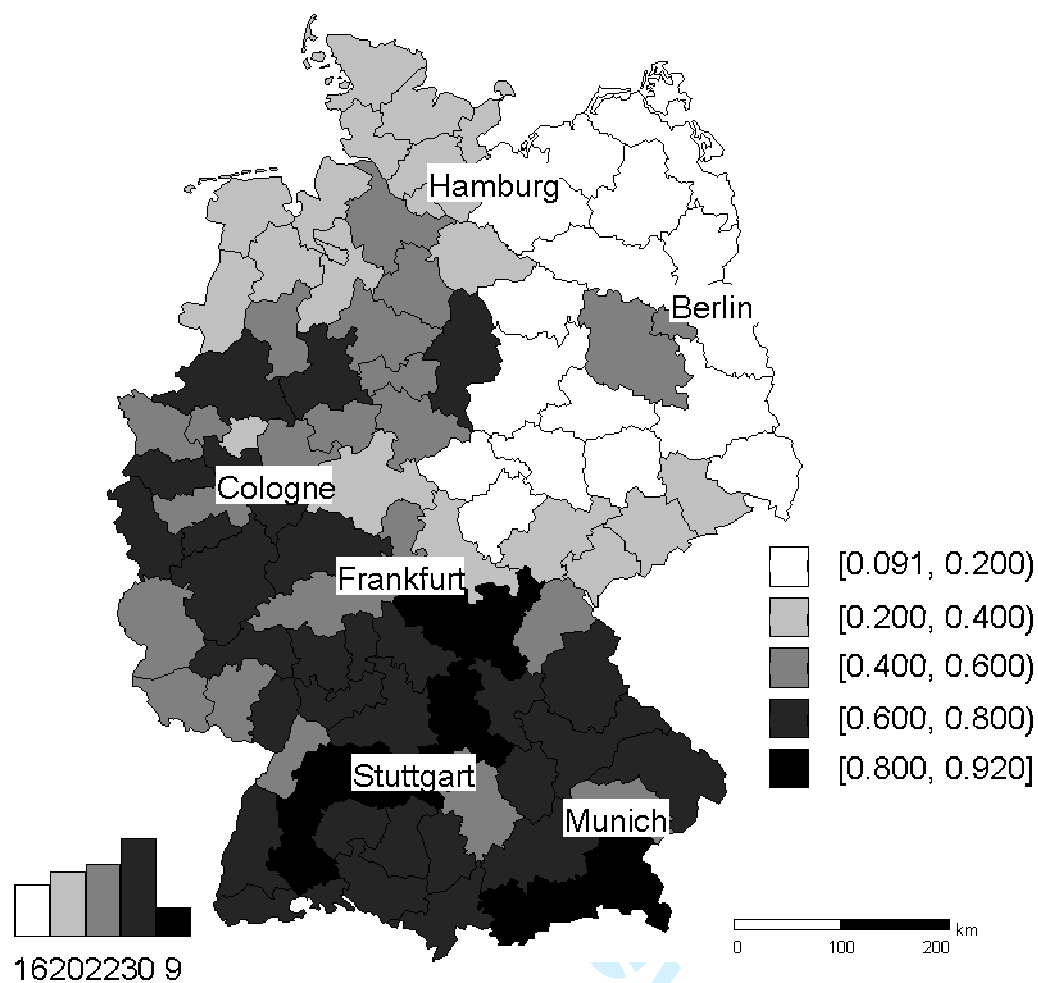 Hamburg
Berlin
Cologne
Frankfurt
Stuttgart
Munich
[0.091, 0.200)
[0.200, 0.400)
[0.400, 0.600)
[0.600, 0.800)
[0.800, 0.920]
16202230 9
0 100 200 km